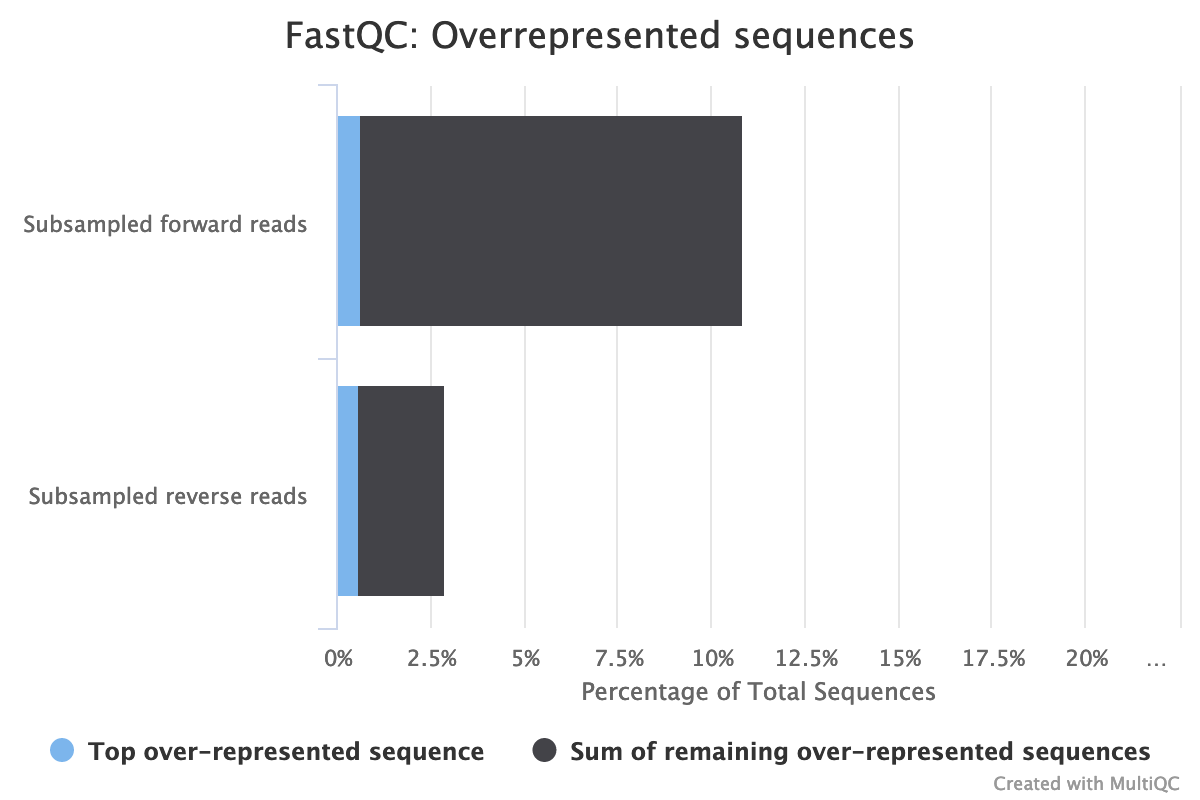 FastQC: Overrepresented sequences
Subsampled forward reads
Subsampled reverse reads
0% 2.5% 5% 7.5% 10% 12.5% 15% 17.5% 20% ...
Percentage of Total Sequences
Top over-represented sequence Sum of remaining over-represented sequences
Created with MultiQC